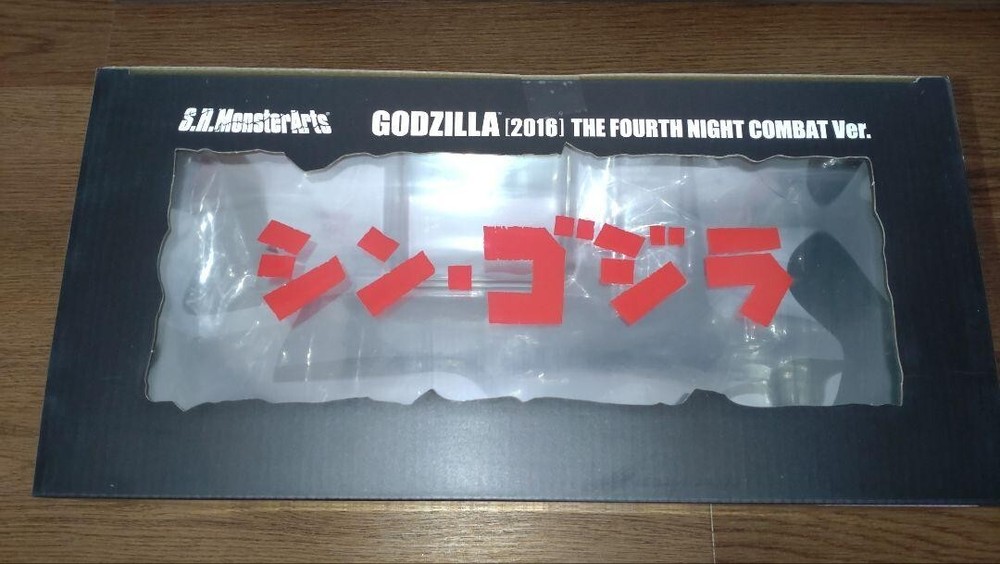 S.H.MonsterArts
GODZILLA [2016] THE FOURTH NIGHT COMBAT Ver.
シン・ゴジラ